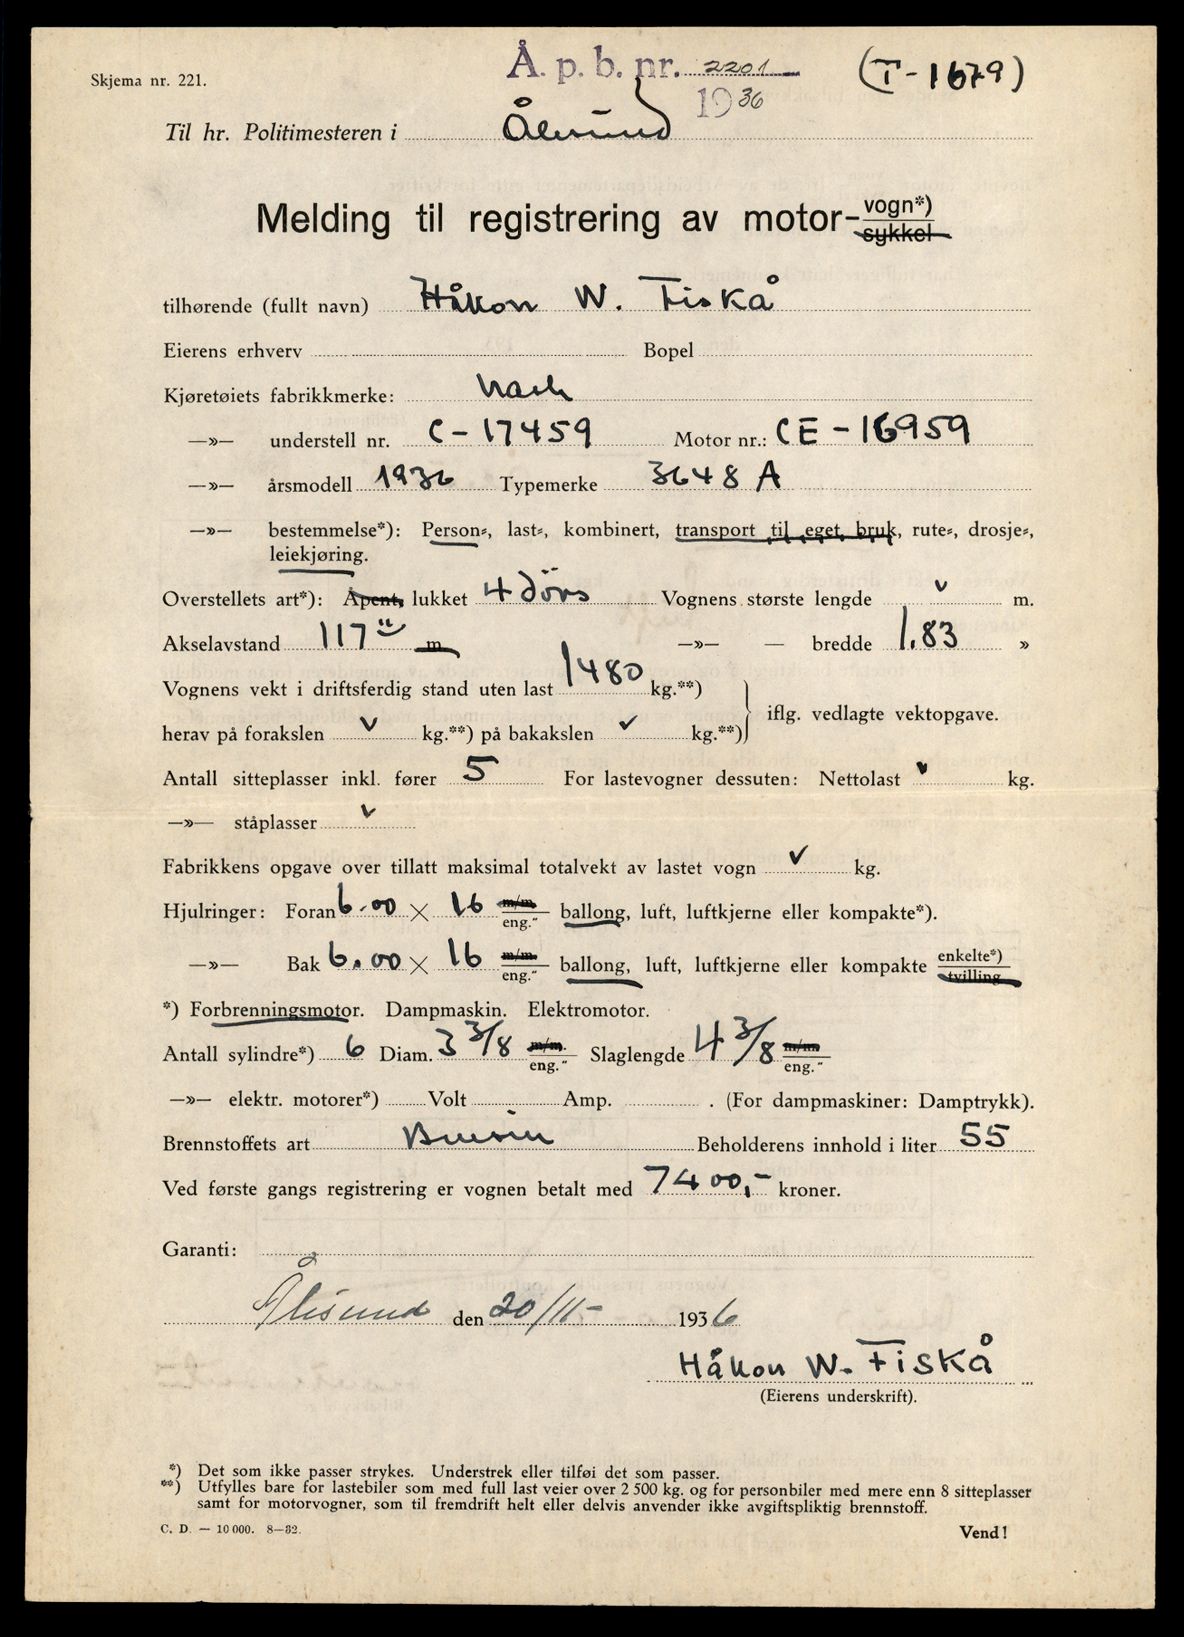 Skjema nr. 221.
Å. p. b. nr. 2201
1936
(T-1679)
Til hr. Politimesteren i Ålesund
Melding til registrering av motor- vogn*)
sykkel
tilhørende (fullt navn) Håkon W. Fiskå
Eierens erhverv Bopel
Kjøretøiets fabrikkmerke: Nash
—»— understell nr. C-17459 Motor nr.: CE-16959
—»— årsmodell 1936 Typemerke 3648 A
—»— bestemmelse*): Person-, last-, kombinert, transport til eget bruk, rute-, drosje-,
leiekjøring.
Overstellets art*): Åpent, lukket 4 dörs Vognens største lengde v m.
Akselavstand 117" m —»— — bredde 1.83 »
Vognens vekt i driftsferdig stand uten last 1480 kg.**)
herav på forakslen v kg.**) på bakakslen v kg.**)
iflg. vedlagte vektopgave.
Antall sitteplasser inkl. fører 5 For lastevogner dessuten: Nettolast v kg.
—»— ståplasser v
Fabrikkens opgave over tillatt maksimal totalvekt av lastet vogn v kg.
Hjulringer: Foran 6.00 × 16 m/m eng." ballong, luft, luftkjerne eller kompakte*).
—»— Bak 6.00 × 16 m/m eng." ballong, luft, luftkjerne eller kompakte enkelte*) tvilling
*) Forbrenningsmotor. Dampmaskin. Elektromotor.
Antall sylindre*) 6 Diam. 3 3/8 m/m. eng." Slaglengde 4 3/8 m/m eng."
—»— elektr. motorer*) Volt Amp. . (For dampmaskiner: Damptrykk).
Brennstoffets art Bensin Beholderens innhold i liter 55
Ved første gangs registrering er vognen betalt med 7400,- kroner.
Garanti:
Ålesund den 20/11- 1936
Håkon W. Fiskå
(Eierens underskrift).
*) Det som ikke passer strykes. Understrek eller tilføi det som passer.
**) Utfylles bare for lastebiler som med full last veier over 2 500 kg. og for personbiler med mere enn 8 sitteplasser
samt for motorvogner, som til fremdrift helt eller delvis anvender ikke avgiftspliktig brennstoff.
C. D. — 10 000. 8—32.
Vend!